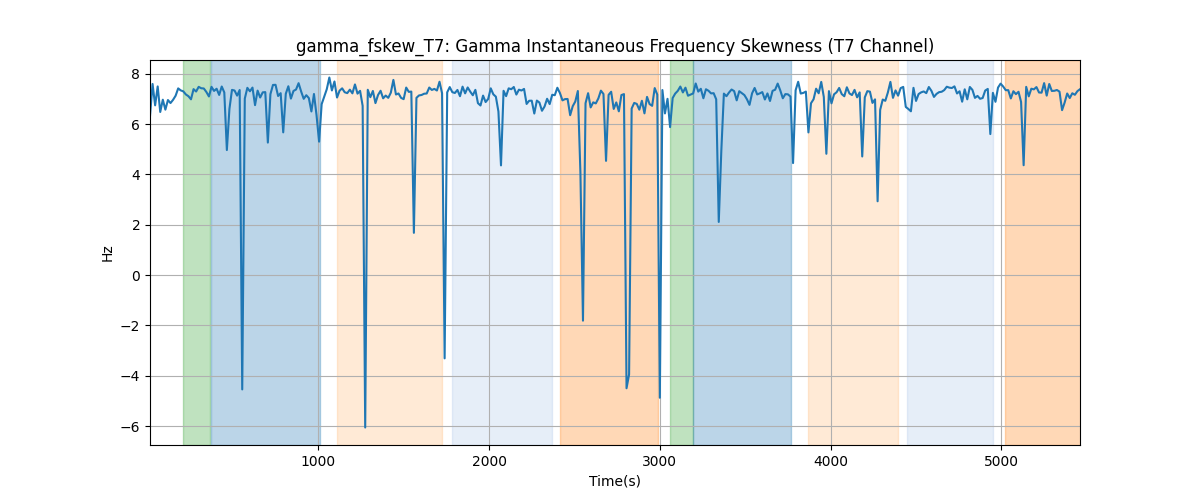 gamma_fskew_T7: Gamma Instantaneous Frequency Skewness (T7 Channel)
8
6
4
2
0
−2
−4
−6
Hz
1000 2000 3000 4000 5000
Time(s)